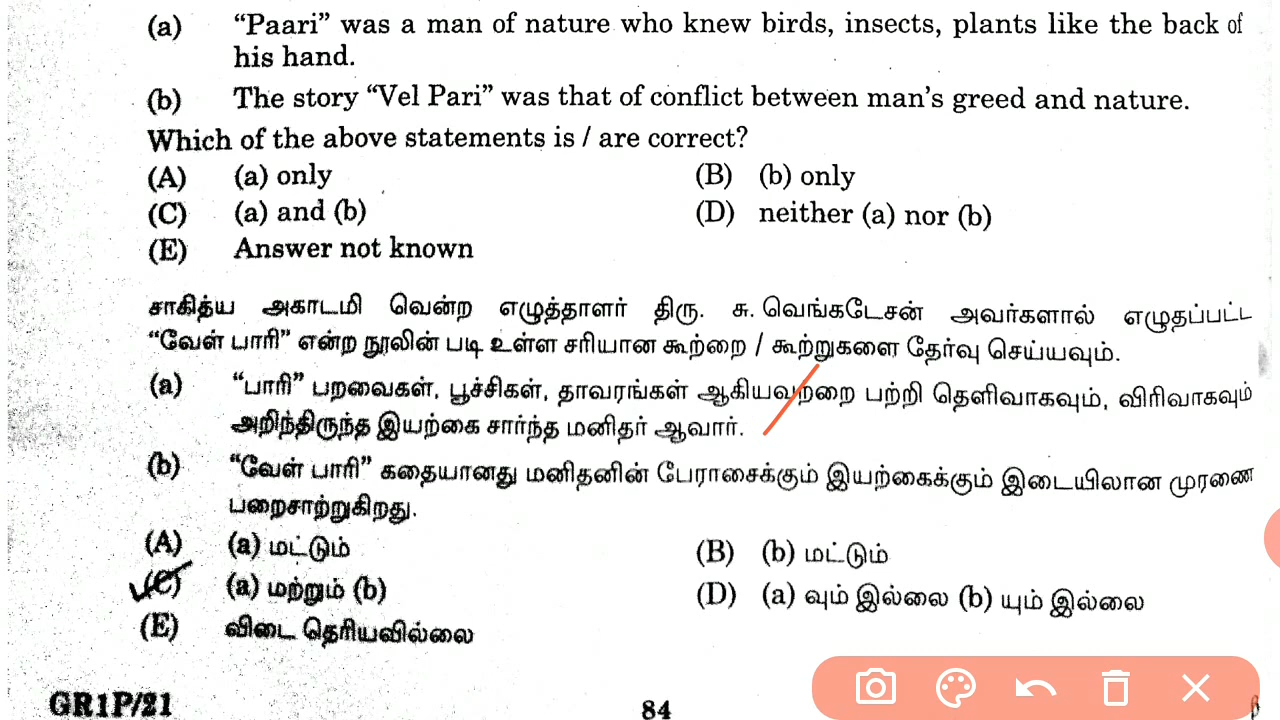 (a) “Paari” was a man of nature who knew birds, insects, plants like the back of
his hand.
(b) The story “Vel Pari” was that of conflict between man’s greed and nature.
Which of the above statements is / are correct?
(A) (a) only (B) (b) only
(C) (a) and (b) (D) neither (a) nor (b)
(E) Answer not known
சாகித்ய அகாடமி வென்ற எழுத்தாளர் திரு. சு. வெங்கடேசன் அவர்களால் எழுதப்பட்ட
“வேள் பாரி” என்ற நூலின் படி உள்ள சரியான கூற்றை / கூற்றுகளை தேர்வு செய்யவும்.
(a) “பாரி” பறவைகள், பூச்சிகள், தாவரங்கள் ஆகியவற்றை பற்றி தெளிவாகவும், விரிவாகவும்
அறிந்திருந்த இயற்கை சார்ந்த மனிதர் ஆவார்.
(b) “வேள் பாரி” கதையானது மனிதனின் பேராசைக்கும் இயற்கைக்கும் இடையிலான முரணை
பறைசாற்றுகிறது.
(A) (a) மட்டும் (B) (b) மட்டும்
(C) (a) மற்றும் (b) (D) (a) வும் இல்லை (b) யும் இல்லை
(E) விடை தெரியவில்லை
GR1P/21 84